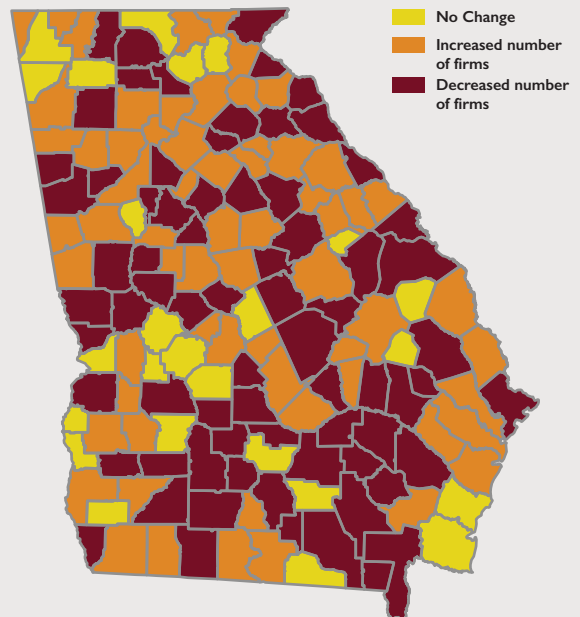 No Change
Increased number
of firms
Decreased number
of firms